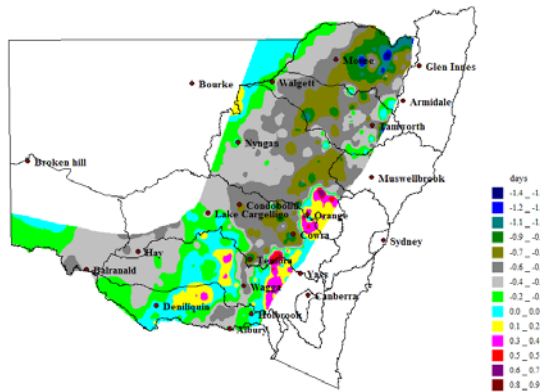 Moree
Glen Innes
Bourke
Walgett
Armidale
Tamworth
Nyngan
Broken hill
Muswellbrook
Condobolin
Lake Cargelligo
Orange
Cowra
Sydney
Hay
Balranald
Temora
Yass
Wagga
Canberra
Deniliquin
Holbrook
Albury
days
-1.4 _ -1.
-1.2 _ -1.
-1.1 _ -1.
-0.9 _ -0.
-0.7 _ -0.
-0.6 _ -0.
-0.4 _ -0.
-0.2 _ -0.
0.0 _ 0.0
0.1 _ 0.2
0.3 _ 0.4
0.5 _ 0.5
0.6 _ 0.7
0.8 _ 0.9